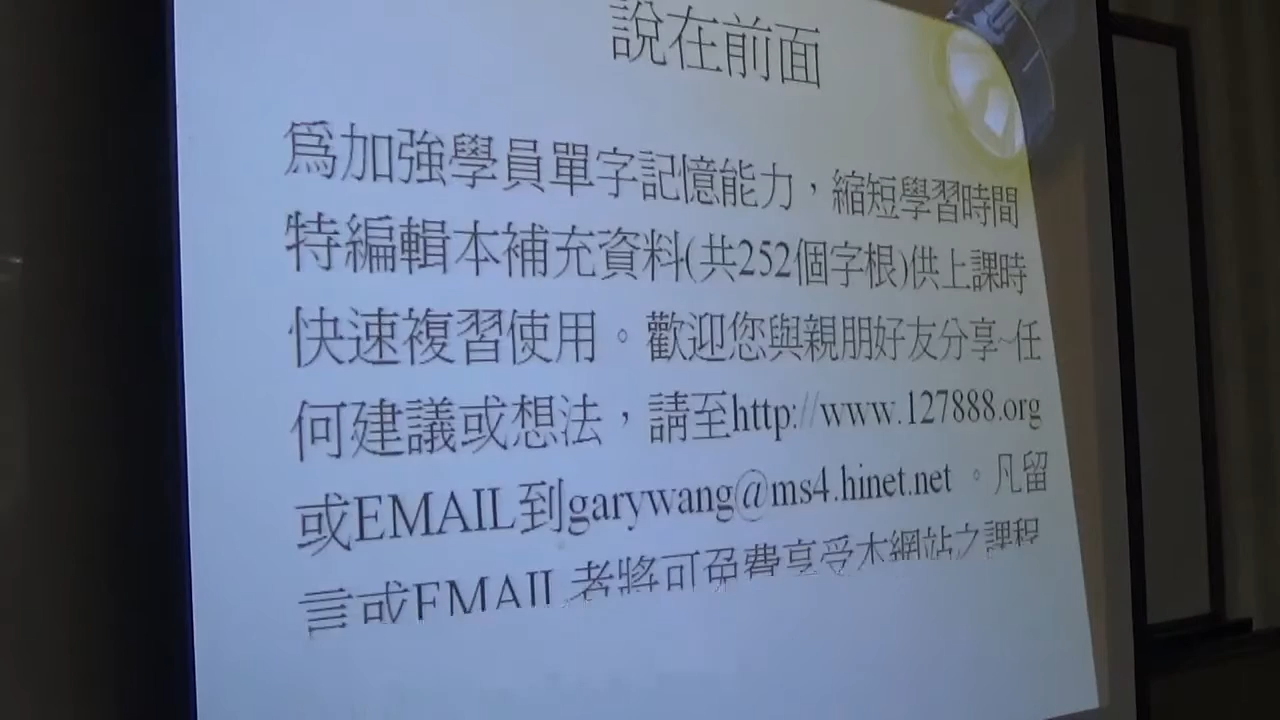 說在前面
為加強學員單字記憶能力，縮短學習時間
特編輯本補充資料(共252個字根)供上課時
快速複習使用。歡迎您與親朋好友分享~任
何建議或想法，請至http://www.127888.org
或EMAIL到garywang@ms4.hinet.net 。凡留
言或EMAIL者將可免費享受本網站之課程